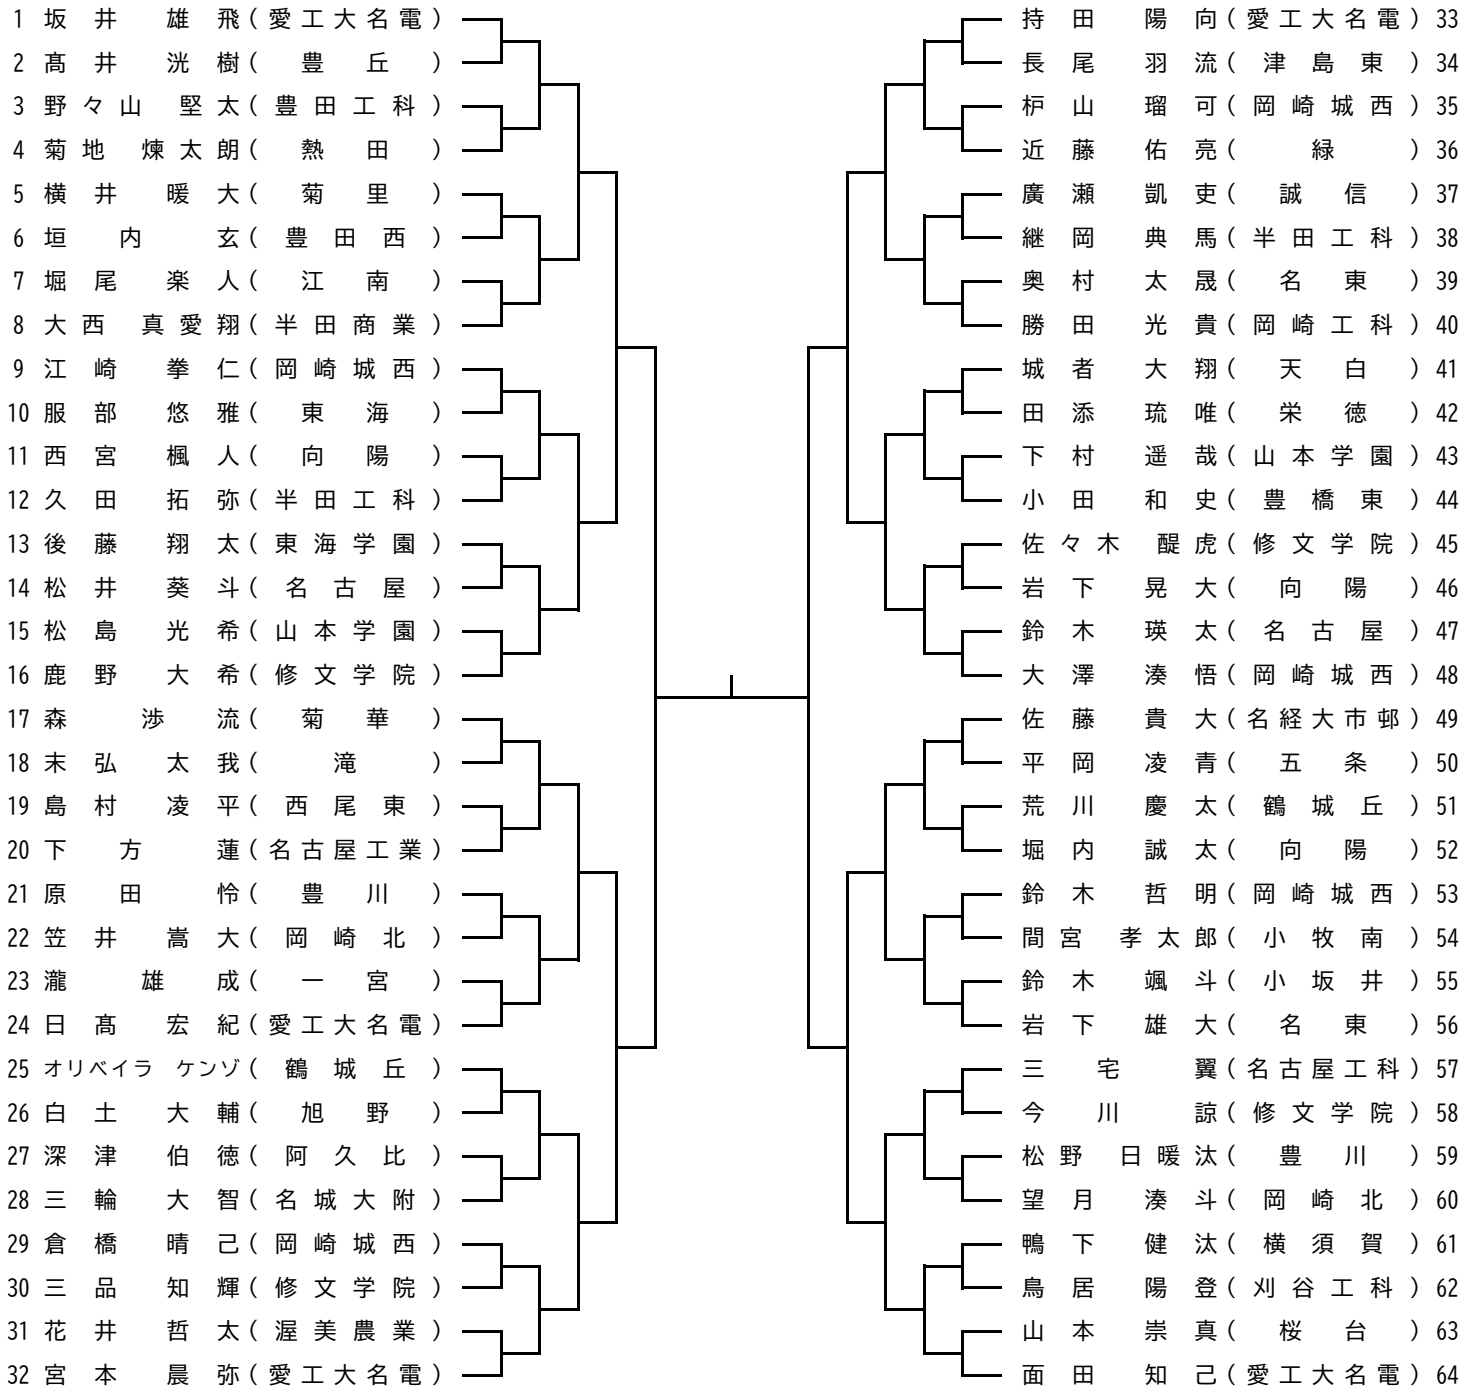 1 坂井 雄飛(愛工大名電)
2 髙井 洸樹(豊丘)
3 野々山 堅太(豊田工科)
4 菊地 煉太朗(熱田)
5 横井 暖大(菊里)
6 垣内 玄(豊田西)
7 堀尾 楽人(江南)
8 大西 真愛翔(半田商業)
9 江崎 拳仁(岡崎城西)
10 服部 悠雅(東海)
11 西宮 楓人(向陽)
12 久田 拓弥(半田工科)
13 後藤 翔太(東海学園)
14 松井 葵斗(名古屋)
15 松島 光希(山本学園)
16 鹿野 大希(修文学院)
17 森 渉流(菊華)
18 末弘 太我(滝)
19 島村 凌平(西尾東)
20 下方 蓮(名古屋工業)
21 原田 怜(豊川)
22 笠井 嵩大(岡崎北)
23 瀧 雄成(一宮)
24 日髙 宏紀(愛工大名電)
25 オリベイラ ケンゾ(鶴城丘)
26 白土 大輔(旭野)
27 深津 伯徳(阿久比)
28 三輪 大智(名城大附)
29 倉橋 晴己(岡崎城西)
30 三品 知輝(修文学院)
31 花井 哲太(渥美農業)
32 宮本 晨弥(愛工大名電)
持田 陽向(愛工大名電) 33
長尾 羽流(津島東) 34
枦山 瑠可(岡崎城西) 35
近藤 佑亮(緑) 36
廣瀬 凱吏(誠信) 37
継岡 典馬(半田工科) 38
奥村 太晟(名東) 39
勝田 光貴(岡崎工科) 40
城者 大翔(天白) 41
田添 琉唯(栄徳) 42
下村 遥哉(山本学園) 43
小田 和史(豊橋東) 44
佐々木 醍虎(修文学院) 45
岩下 晃大(向陽) 46
鈴木 瑛太(名古屋) 47
大澤 湊悟(岡崎城西) 48
佐藤 貴大(名経大市邨) 49
平岡 凌青(五条) 50
荒川 慶太(鶴城丘) 51
堀内 誠太(向陽) 52
鈴木 哲明(岡崎城西) 53
間宮 孝太郎(小牧南) 54
鈴木 颯斗(小坂井) 55
岩下 雄大(名東) 56
三宅 翼(名古屋工科) 57
今川 諒(修文学院) 58
松野 日暖汰(豊川) 59
望月 湊斗(岡崎北) 60
鴨下 健汰(横須賀) 61
鳥居 陽登(刈谷工科) 62
山本 崇真(桜台) 63
面田 知己(愛工大名電) 64